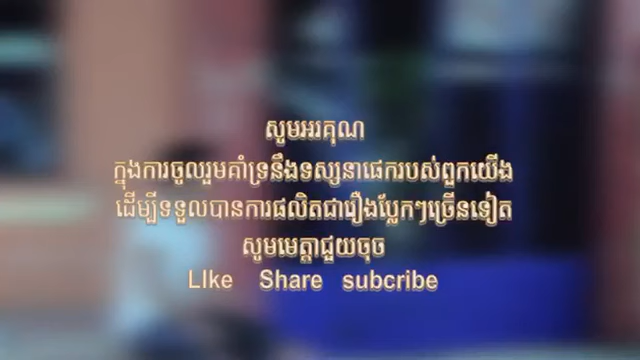 សូមអរគុណ
ក្នុងការចូលរួមគាំទ្រនឹងទស្សនាផេករបស់ពួកយើង
ដើម្បីទទួលបានការផលិតជារឿងប្លែកៗច្រើនទៀត
សូមមេត្តាជួយចុច
LIke Share subcribe